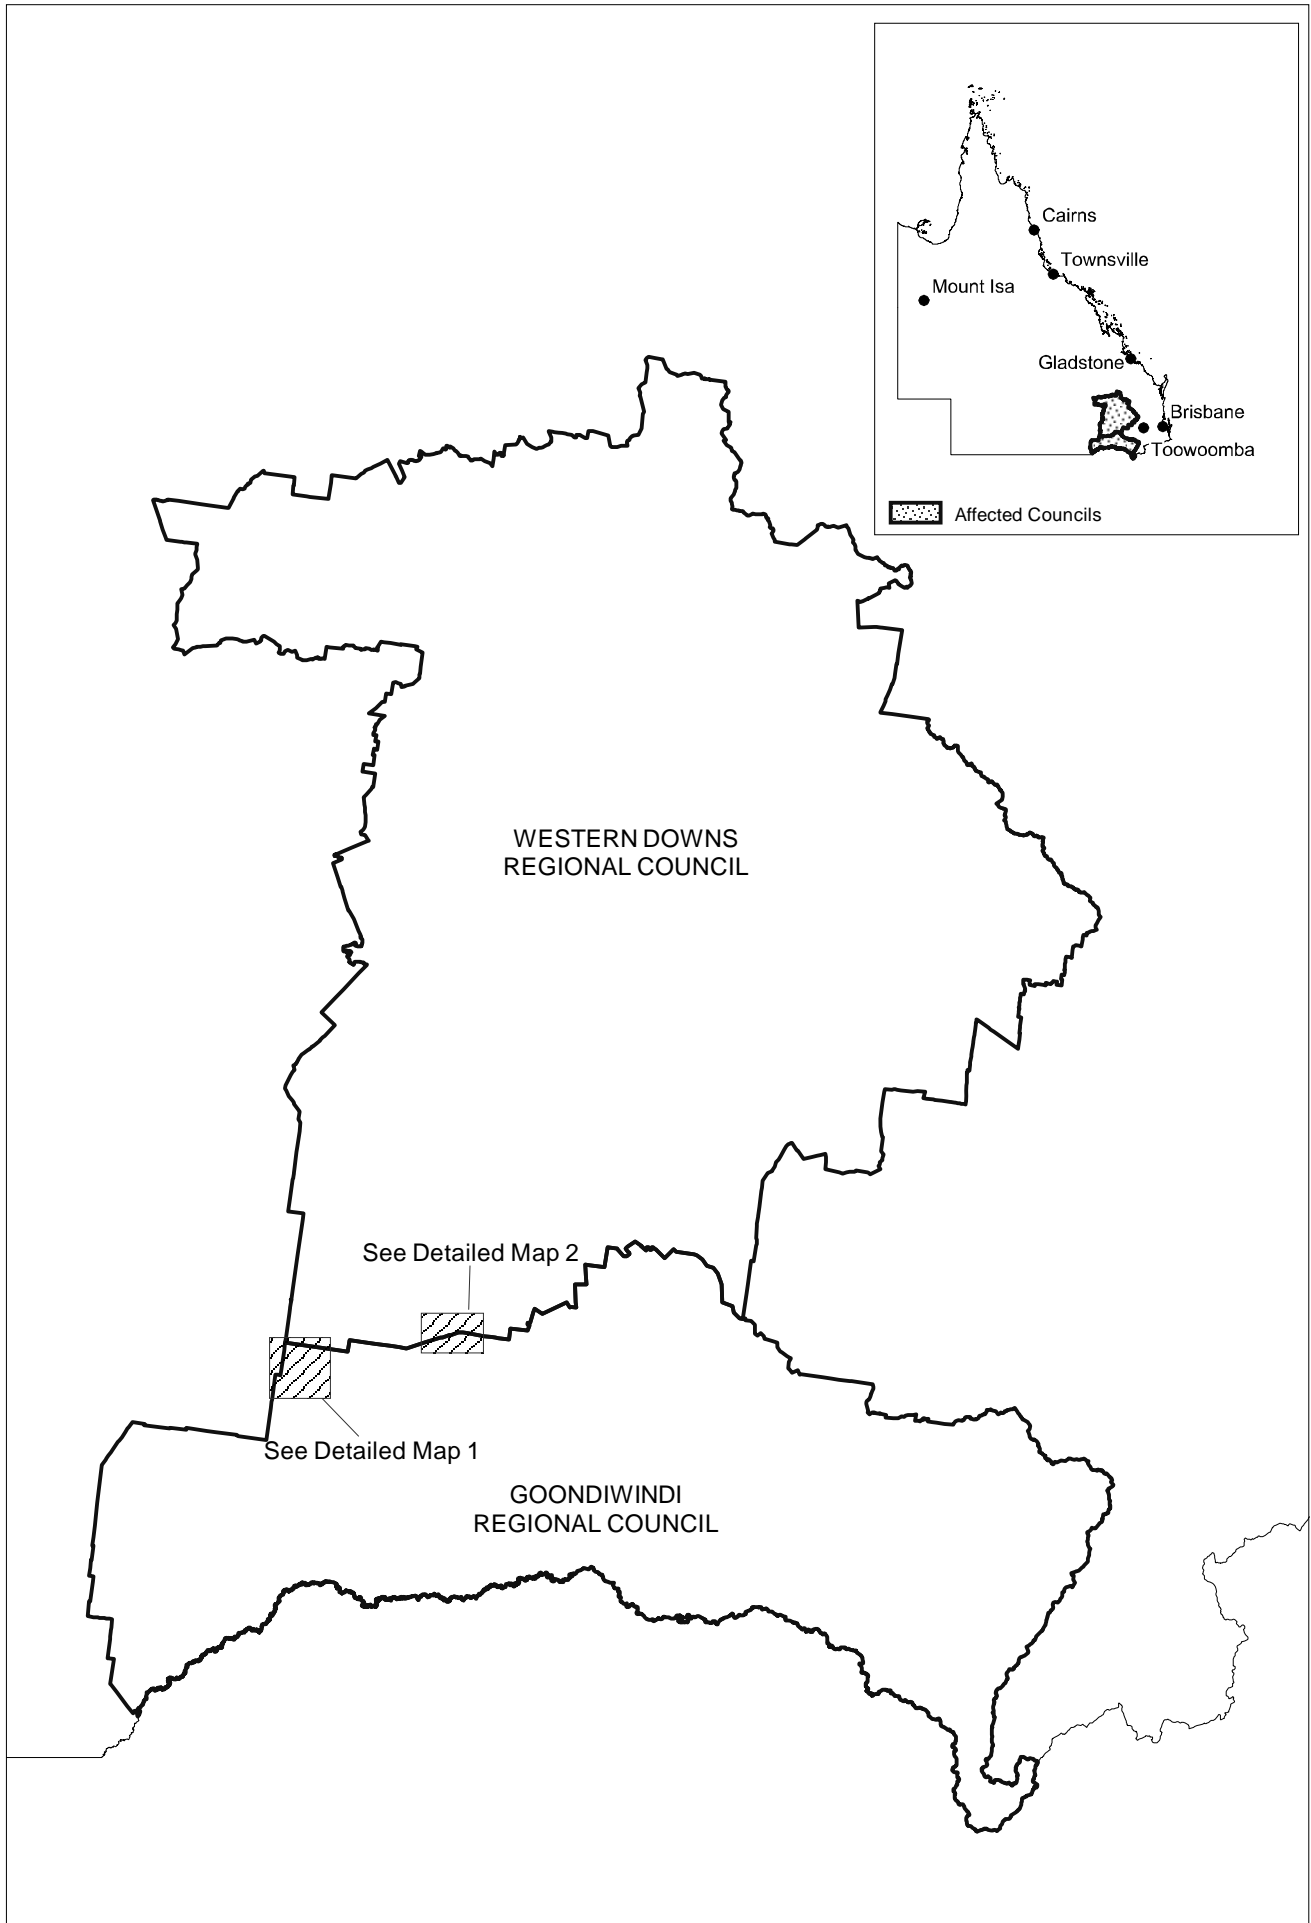 Cairns
Townsville
Mount Isa
Gladstone
Brisbane
Toowoomba
Affected Councils
WESTERN DOWNS
REGIONAL COUNCIL
See Detailed Map 2
See Detailed Map 1
GOONDIWINDI
REGIONAL COUNCIL